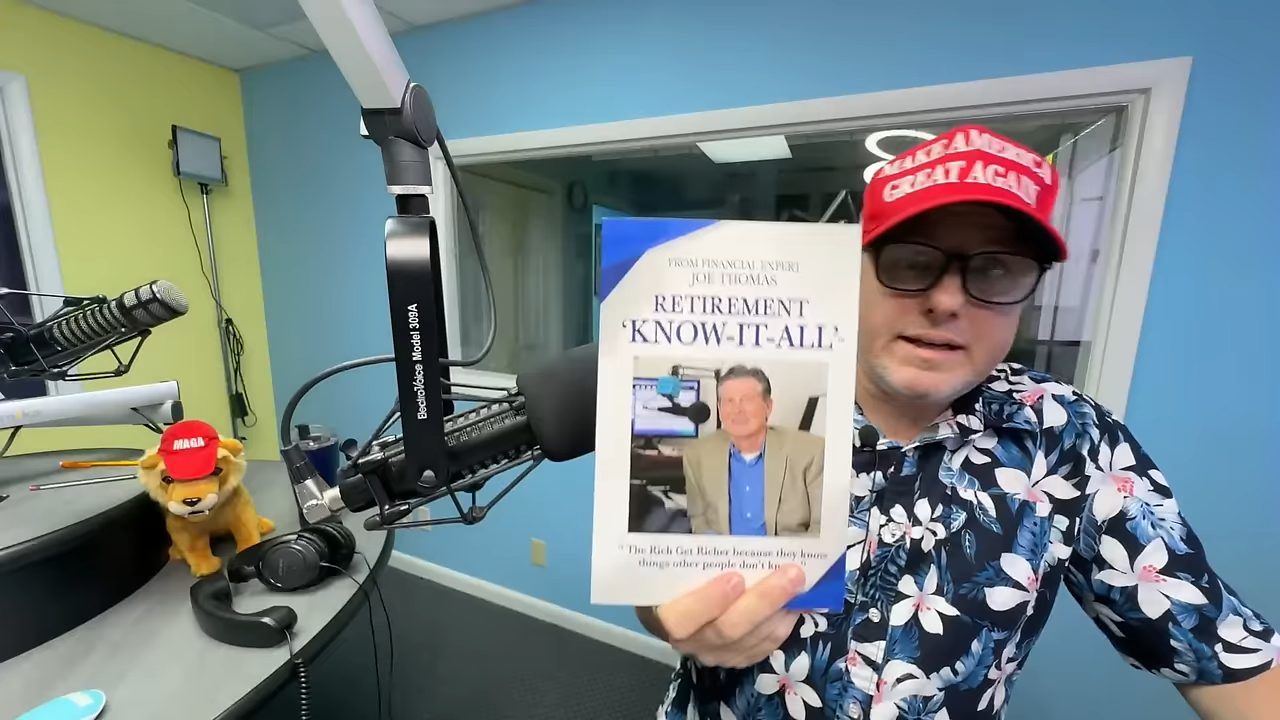 MAKE AMERICA
GREAT AGAIN
FROM FINANCIAL EXPERT
JOE THOMAS
RETIREMENT
'KNOW-IT-ALL'
"The Rich Get Richer because they know
things other people don't
ElectroVoice Model 309A
MAGA